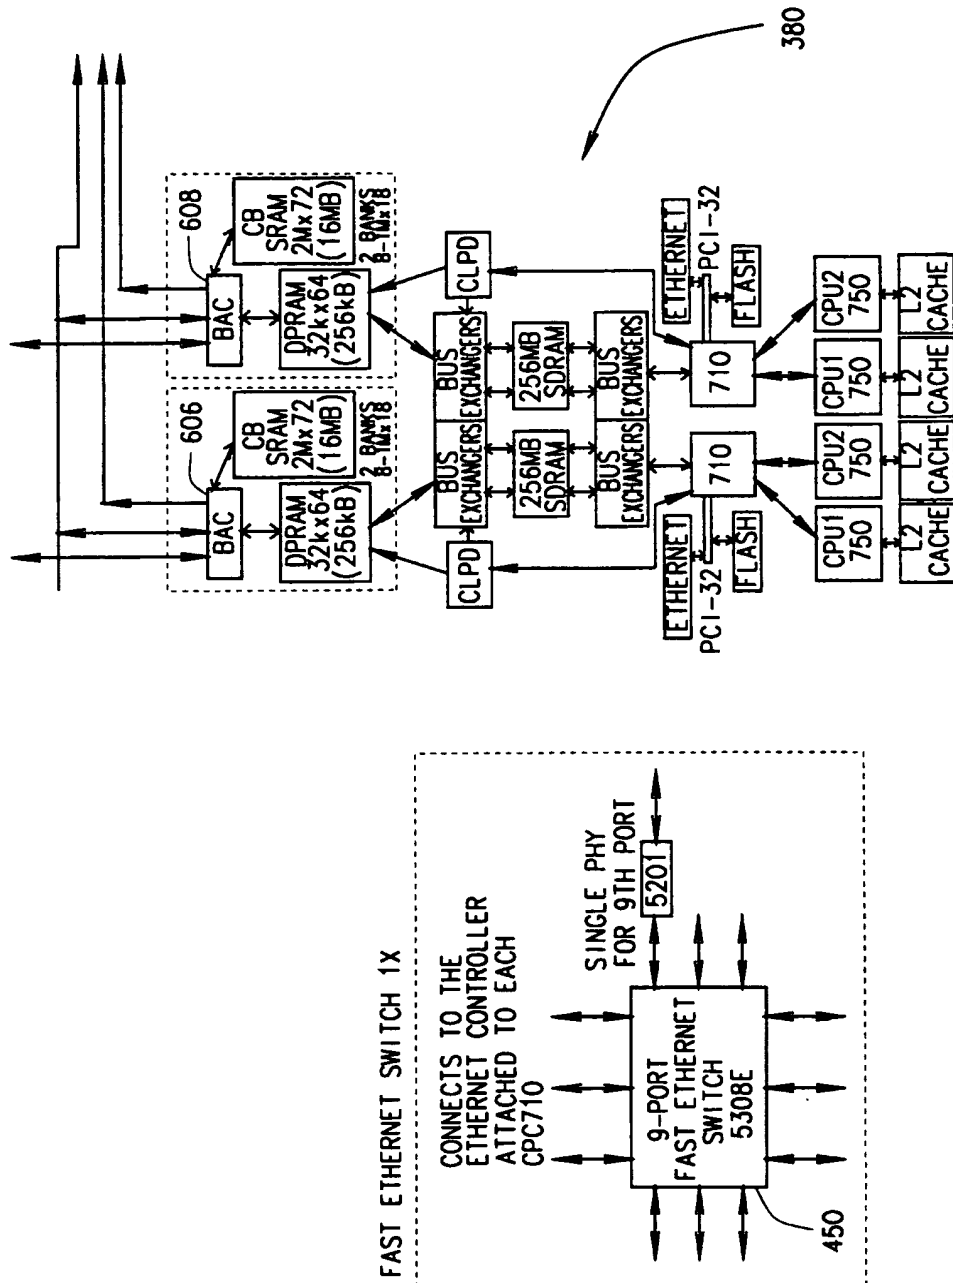 FAST ETHERNET SWITCH 1X
CONNECTS TO THE
ETHERNET CONTROLLER
ATTACHED TO EACH
CPC710
SINGLE PHY
FOR 9TH PORT
5201
9-PORT
FAST ETHERNET
SWITCH
5308E
450
606
BAC
CB
SRAM
2Mx72
(16MB)
2 BANKS
8-1Mx18
DPRAM
32kx64
(256kB)
608
BAC
CB
SRAM
2Mx72
(16MB)
2 BANKS
8-1Mx18
DPRAM
32kx64
(256kB)
CLPD
BUS
EXCHANGERS
BUS
EXCHANGERS
CLPD
256MB
SDRAM
256MB
SDRAM
BUS
EXCHANGERS
BUS
EXCHANGERS
ETHERNET
PCI-32
FLASH
710
710
ETHERNET
PCI-32
FLASH
CPU1
750
CPU2
750
CPU1
750
CPU2
750
L2
CACHE
L2
CACHE
L2
CACHE
L2
CACHE
380